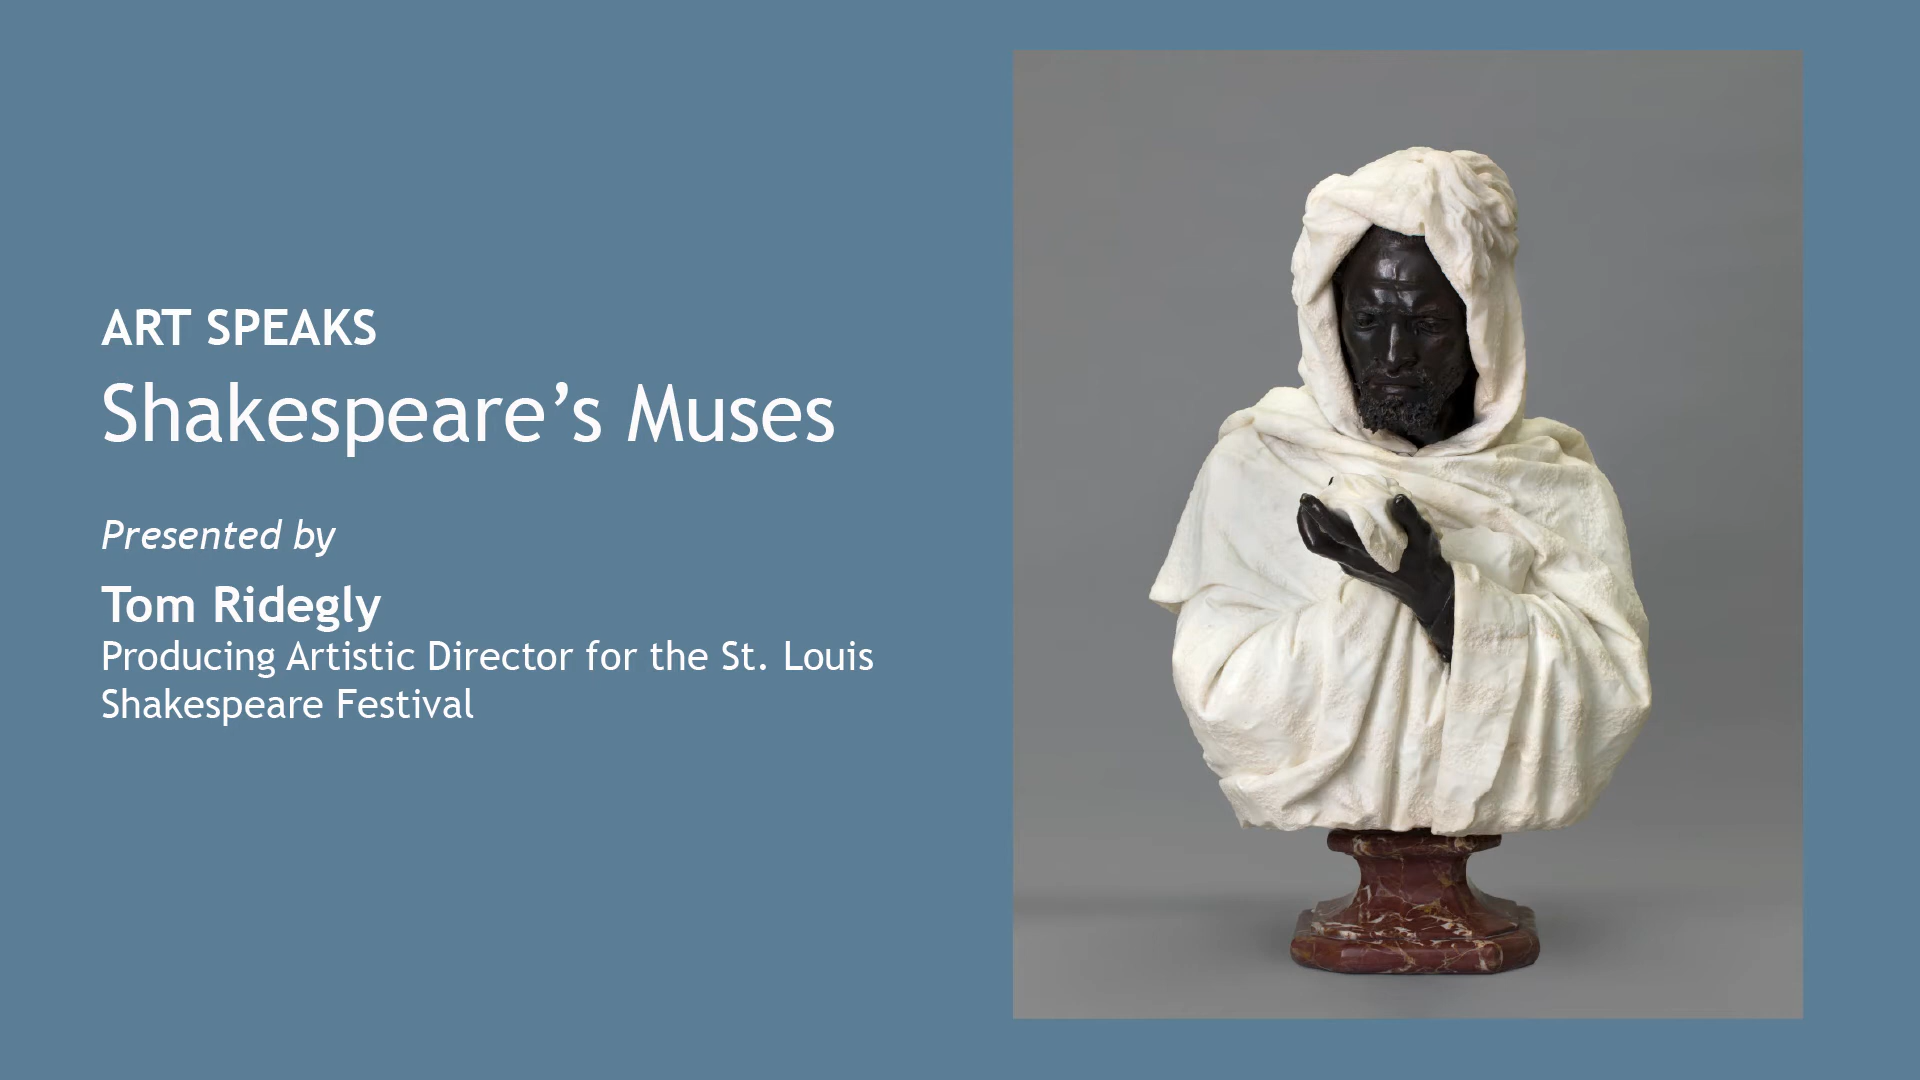 ART SPEAKS
Shakespeare’s Muses
Presented by
Tom Ridegly
Producing Artistic Director for the St. Louis
Shakespeare Festival